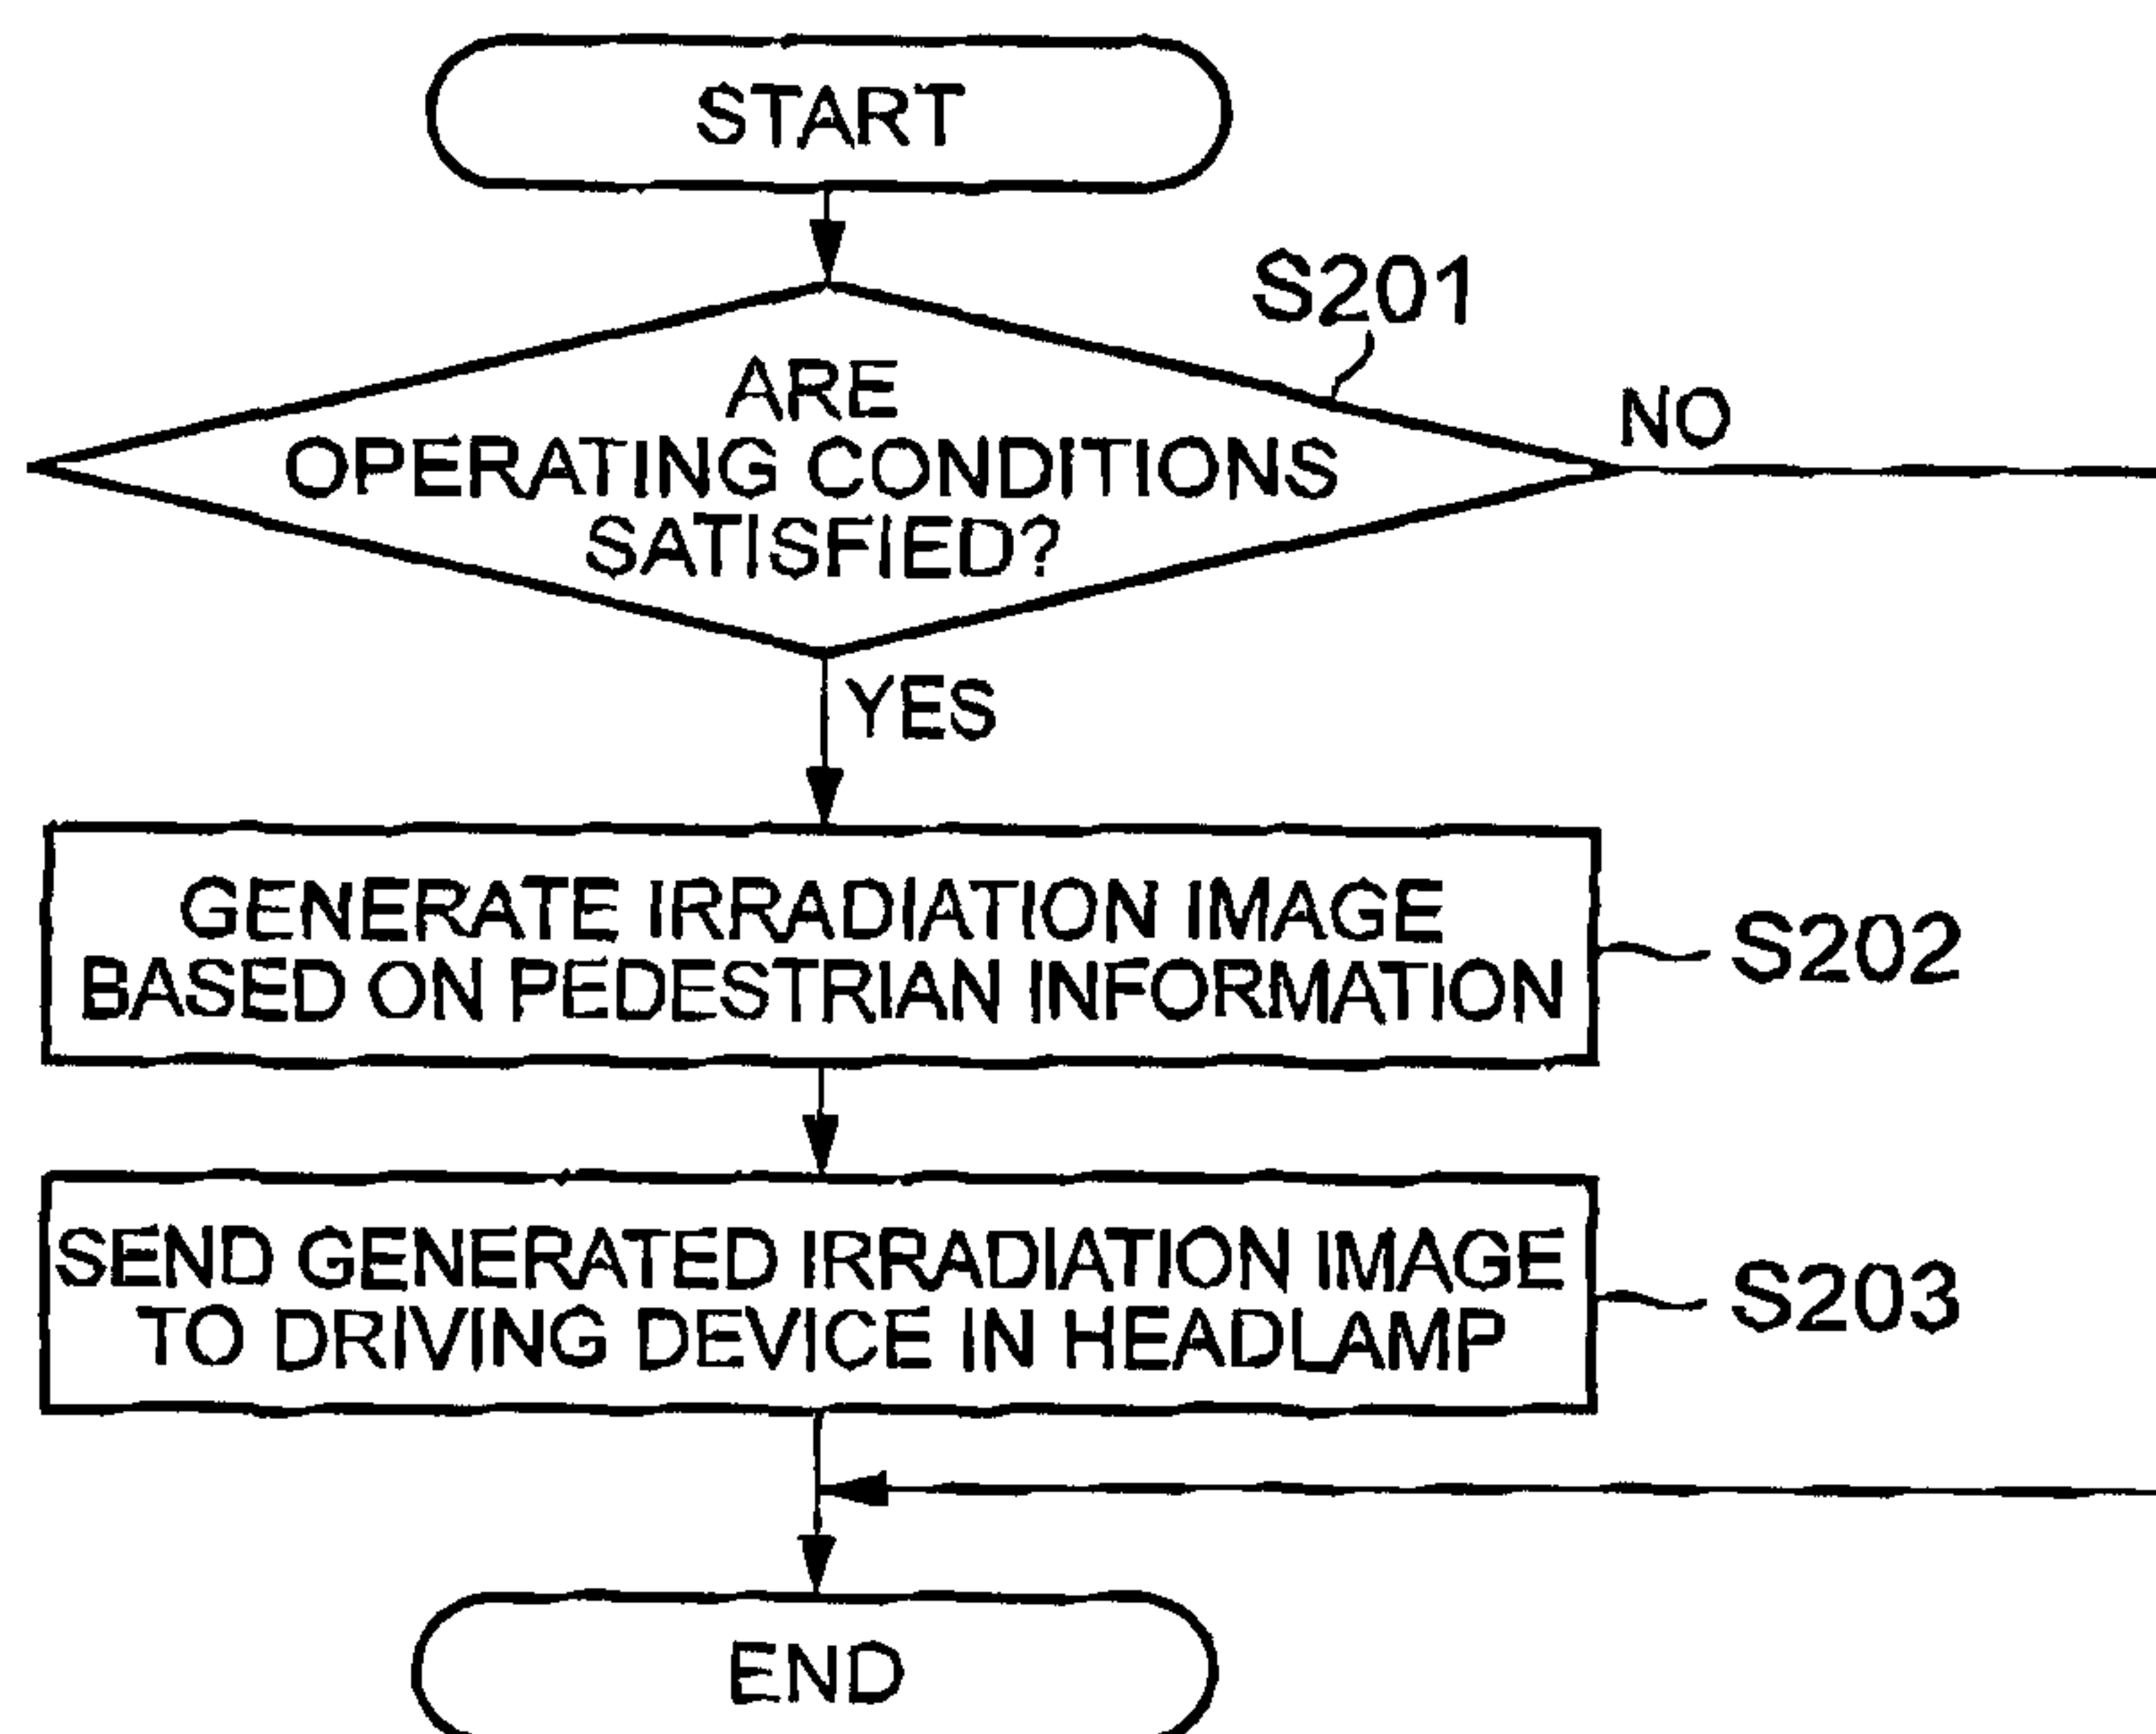 START
S201
ARE
OPERATING CONDITIONS
SATISFIED?
NO
YES
GENERATE IRRADIATION IMAGE
BASED ON PEDESTRIAN INFORMATION
S202
SEND GENERATED IRRADIATION IMAGE
TO DRIVING DEVICE IN HEADLAMP
S203
END